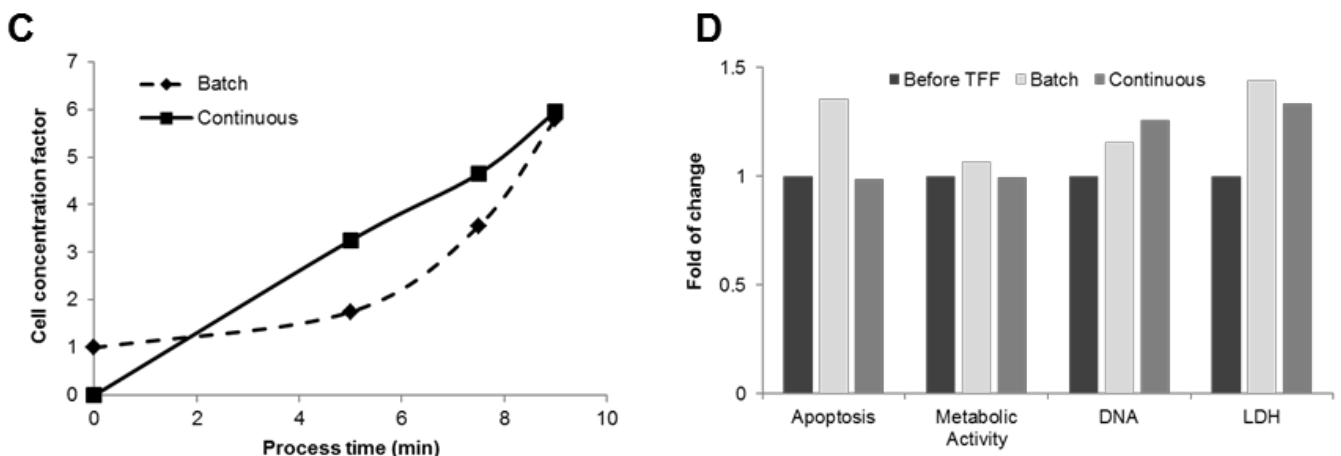 C
7
6
5
4
3
2
1
0
Cell concentration factor
Batch
Continuous
0 2 4 6 8 10
Process time (min)
D
1.5
1
0.5
0
Fold of change
Before TFF Batch Continuous
Apoptosis Metabolic Activity DNA LDH